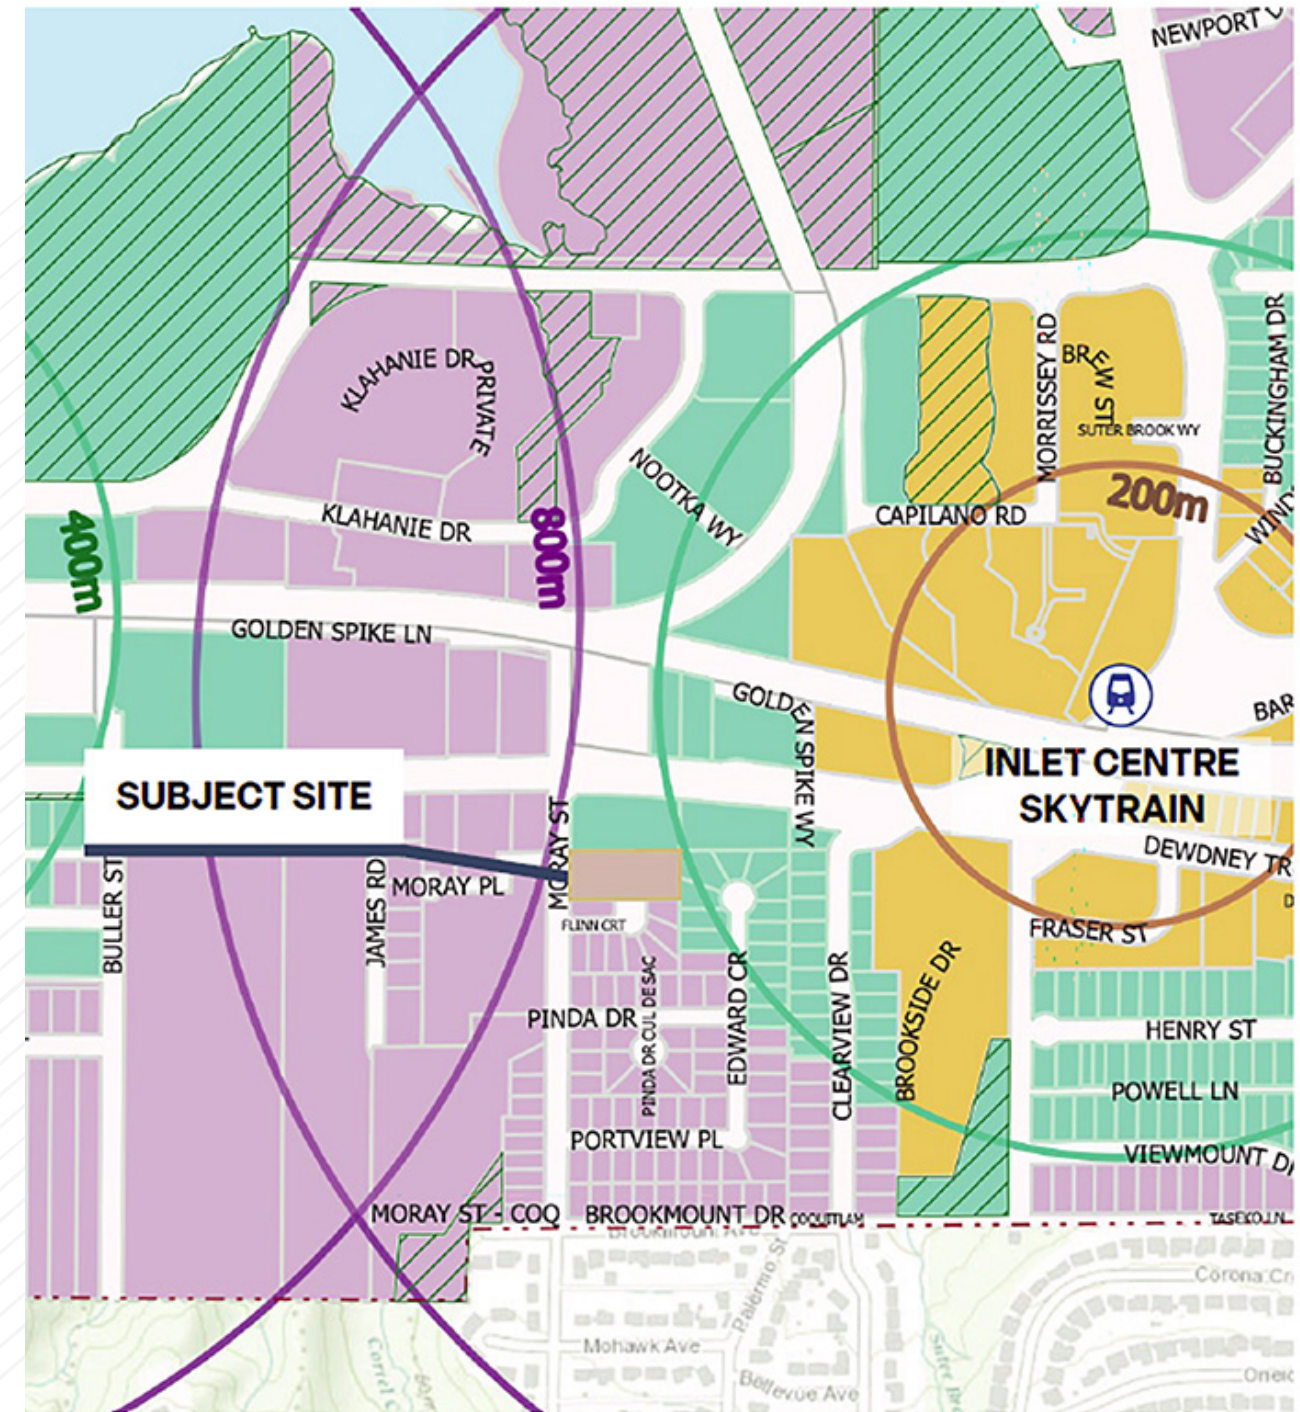 NEWPORT
KLAHANIE DR
PRIVATE
MORRISSEY RD
BREW ST
SUTER BROOK WY
BUCKINGHAM DR
NOOTKA WY
200m
WIND
CAPILANO RD
KLAHANIE DR
800m
400m
GOLDEN SPIKE LN
GOLDEN SPIKE WY
BAR
INLET CENTRE
SKYTRAIN
SUBJECT SITE
MORAY ST
DEWDNEY TR
BULLER ST
JAMES RD
MORAY PL
FLINN CRT
D
FRASER ST
PINDA DR
PINDA DR CUL DE SAC
EDWARD CR
CLEARVIEW DR
BROOKSIDE DR
HENRY ST
POWELL LN
PORTVIEW PL
VIEWMOUNT
MORAY ST - COQ
BROOKMOUNT DR
COQUITLAM
TASEKO LN
Brookmount Ave
Palermo St
Corona Cr
Mohawk Ave
Bellevue Ave